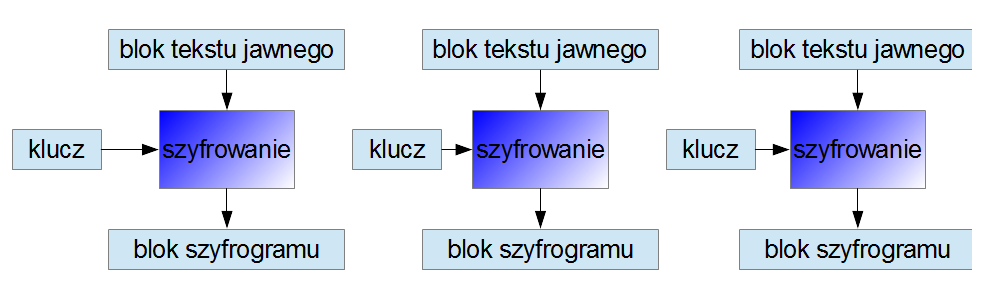 blok tekstu jawnego
blok tekstu jawnego
blok tekstu jawnego
klucz
szyfrowanie
klucz
szyfrowanie
klucz
szyfrowanie
blok szyfrogramu
blok szyfrogramu
blok szyfrogramu